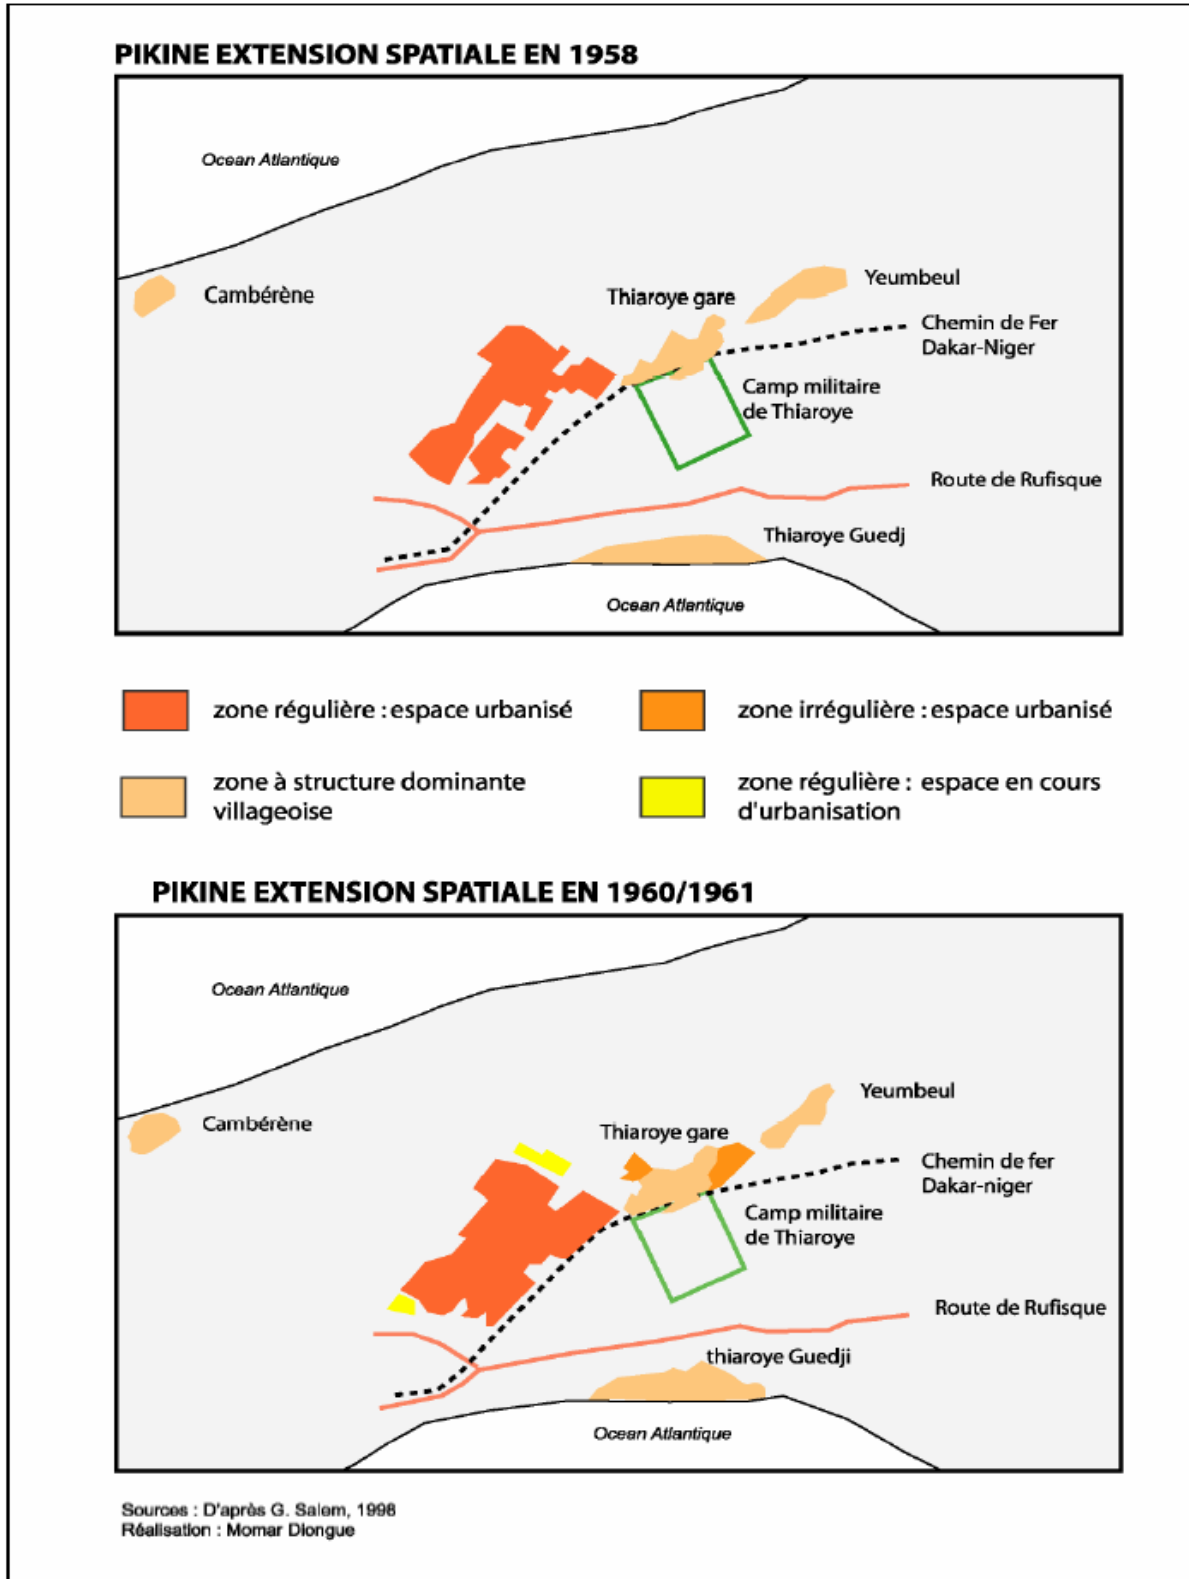 PIKINE EXTENSION SPATIALE EN 1958
Ocean Atlantique
Cambérène
Thiaroye gare
Yeumbeul
Chemin de Fer
Dakar-Niger
Camp militaire
de Thiaroye
Route de Rufisque
Thiaroye Guedj
Ocean Atlantique
zone régulière : espace urbanisé
zone irrégulière : espace urbanisé
zone à structure dominante
villageoise
zone régulière : espace en cours
d'urbanisation
PIKINE EXTENSION SPATIALE EN 1960/1961
Ocean Atlantique
Cambérène
Thiaroye gare
Yeumbeul
Chemin de fer
Dakar-niger
Camp militaire
de Thiaroye
Route de Rufisque
thiaroye Guedji
Ocean Atlantique
Sources : D'après G. Salem, 1998
Réalisation : Momar Diongue